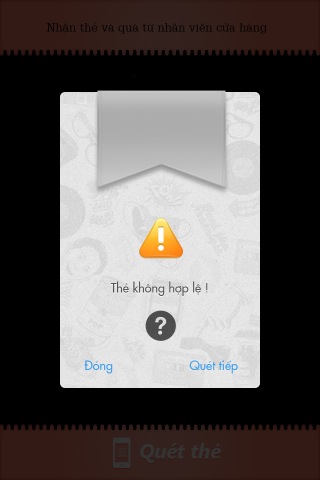 Nhận thẻ và quà từ nhân viên cửa hàng
Thẻ không hợp lệ !
?
Đóng
Quét tiếp
Quét thẻ